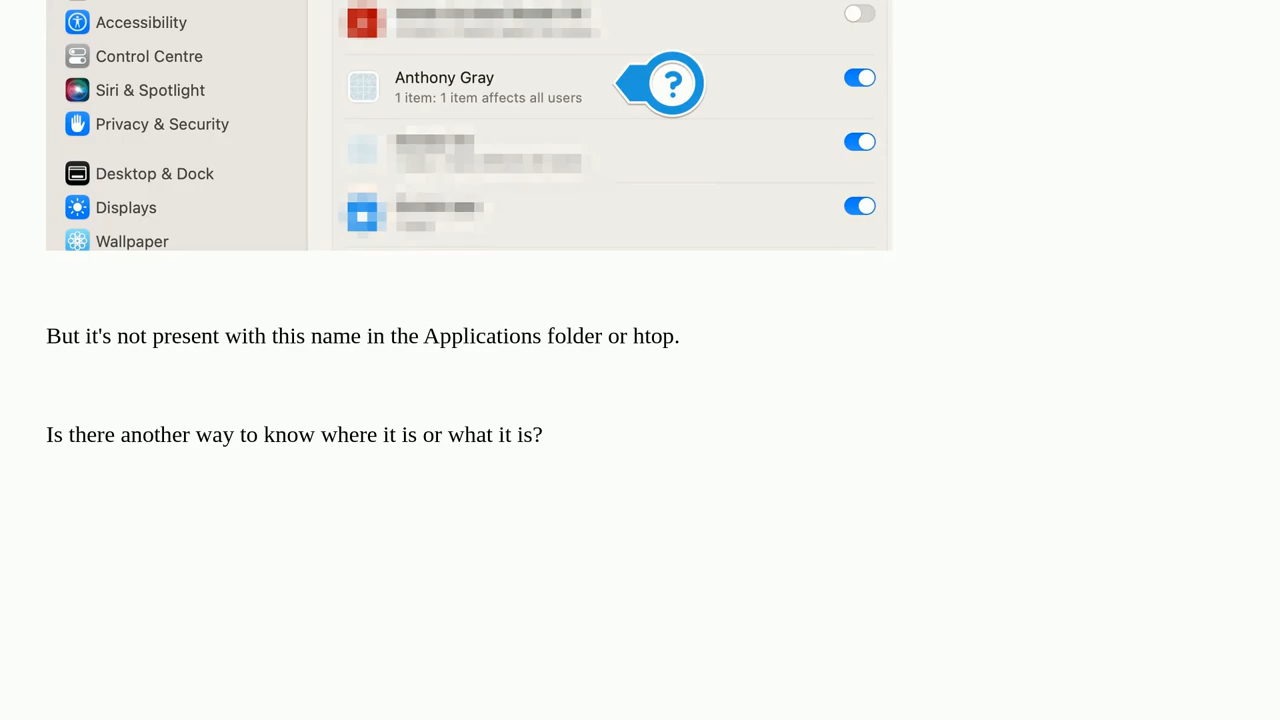 Accessibility
Control Centre
Siri & Spotlight
Privacy & Security
Desktop & Dock
Displays
Wallpaper
Anthony Gray
1 item: 1 item affects all users
?
But it's not present with this name in the Applications folder or htop.
Is there another way to know where it is or what it is?